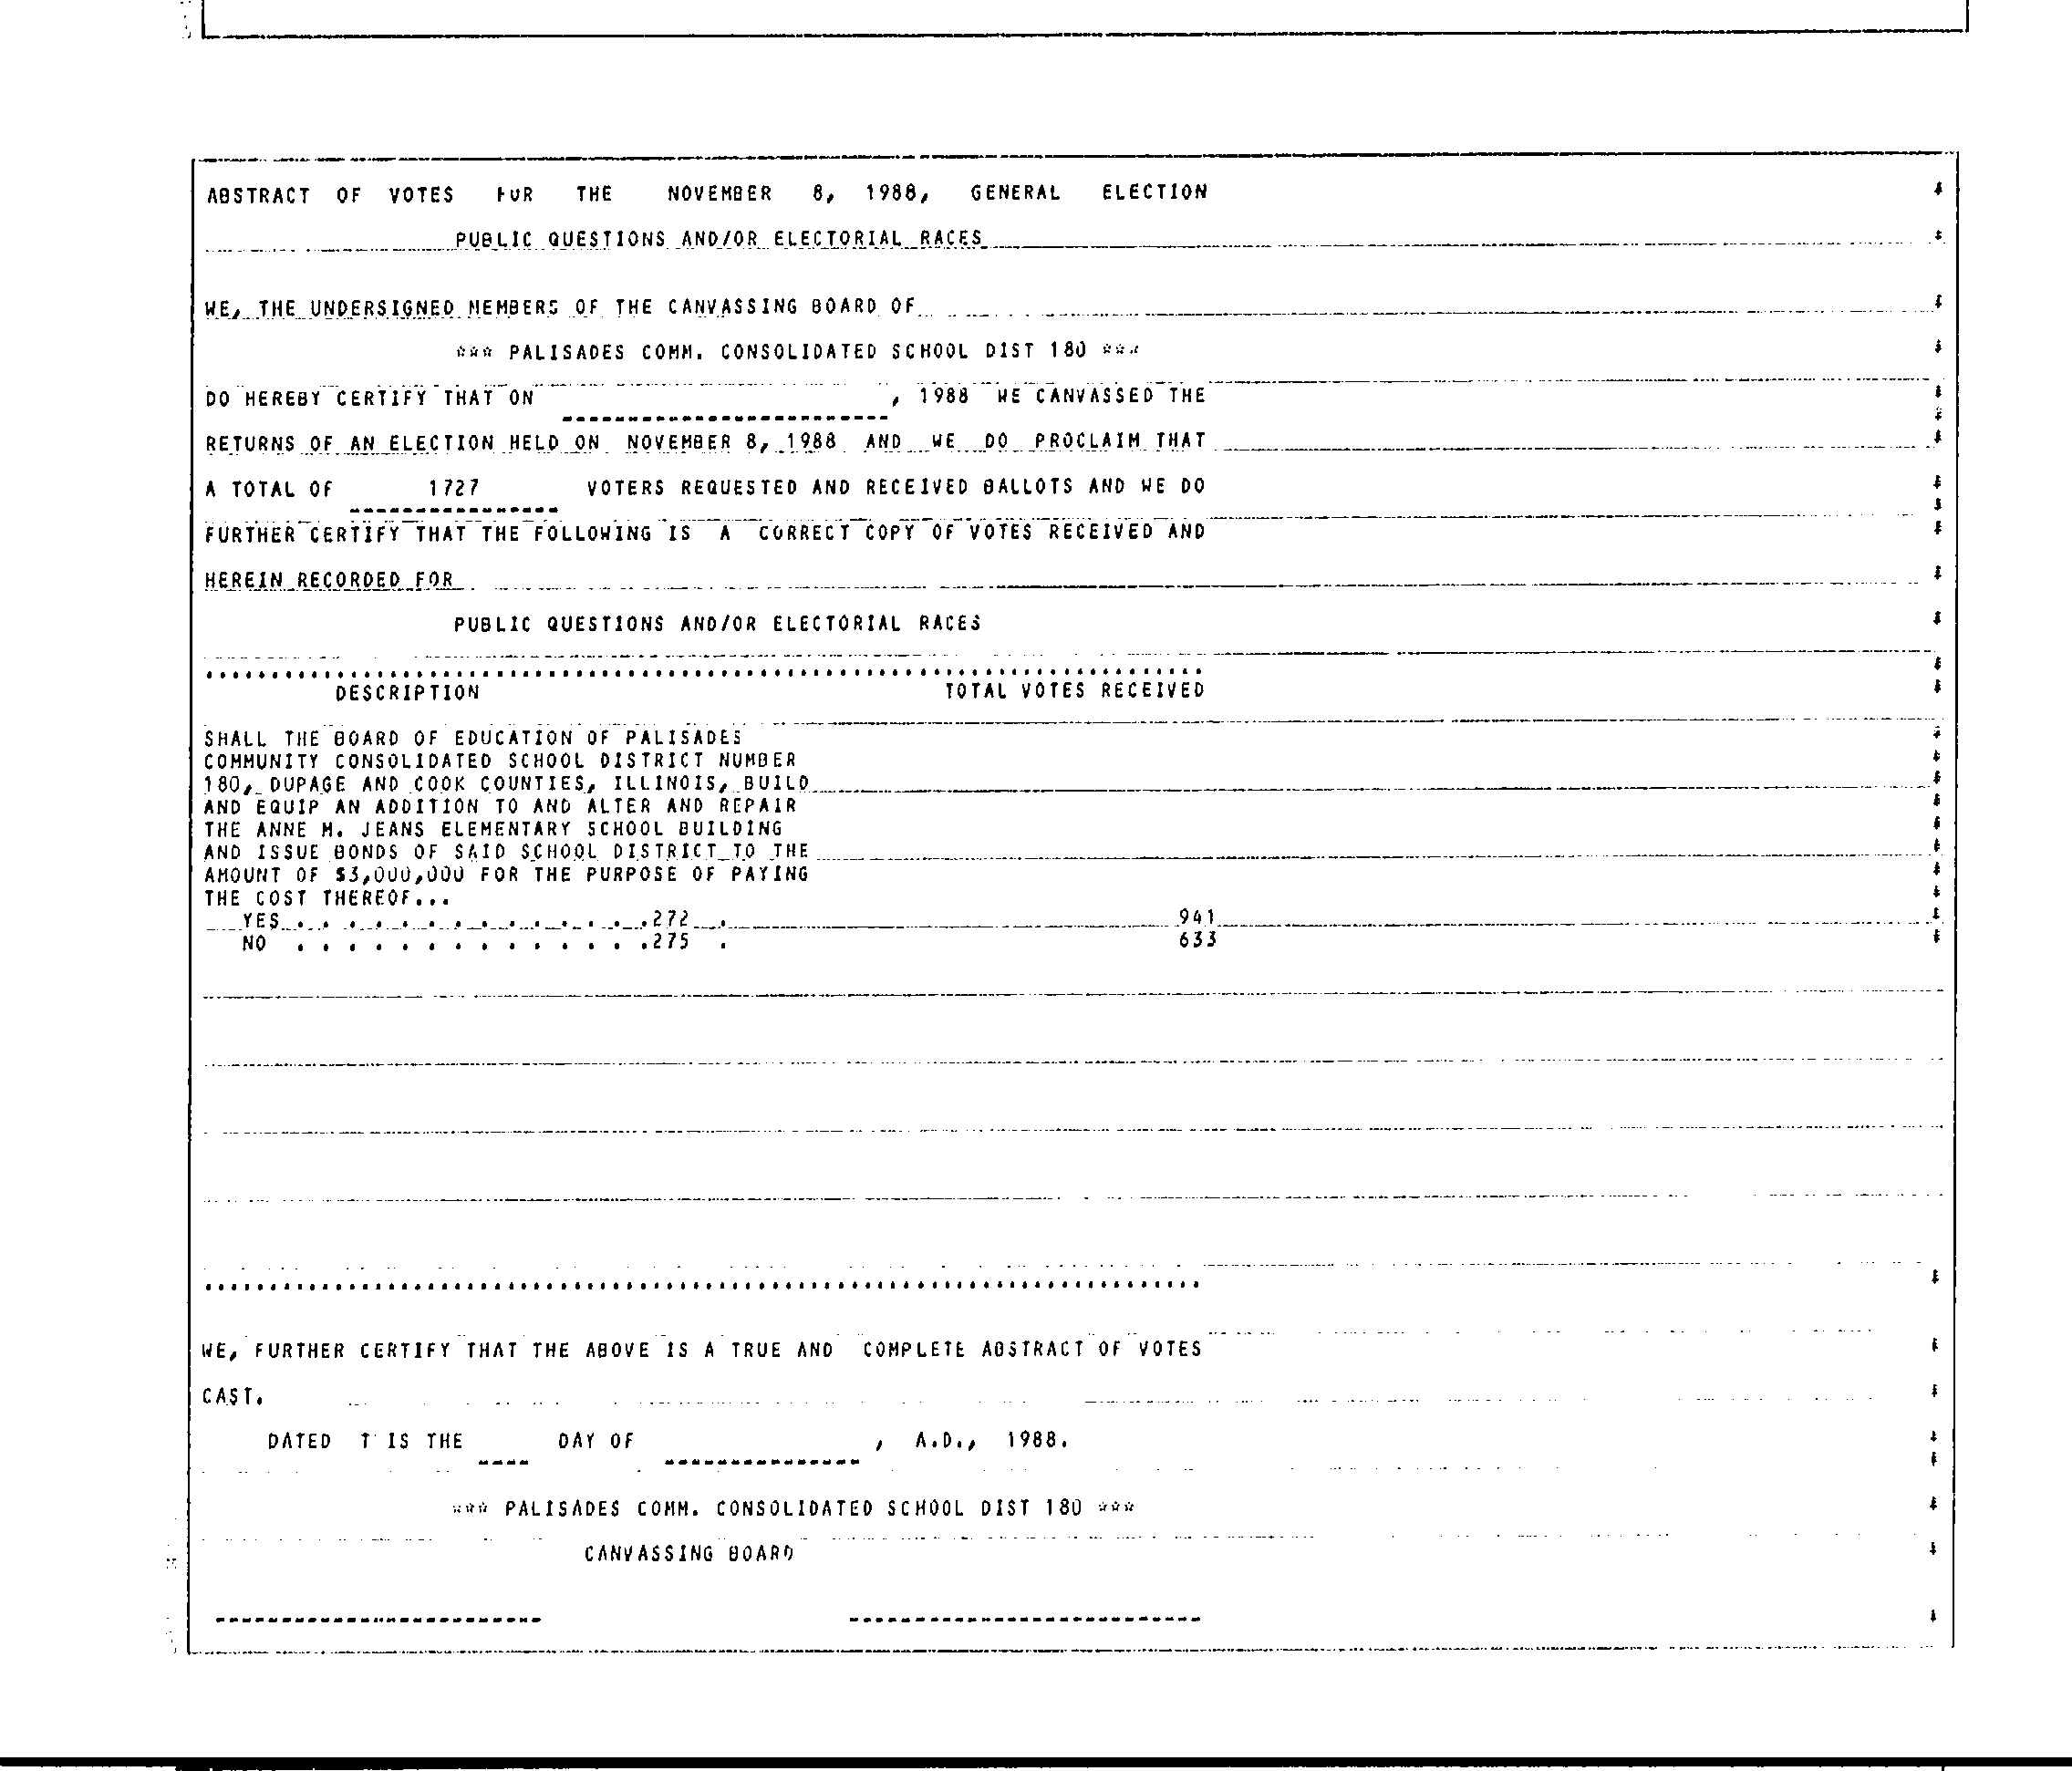 ABSTRACT OF VOTES FOR THE NOVEMBER 8, 1988, GENERAL ELECTION
PUBLIC QUESTIONS AND/OR ELECTORIAL RACES
WE, THE UNDERSIGNED MEMBERS OF THE CANVASSING BOARD OF
*** PALISADES COMM. CONSOLIDATED SCHOOL DIST 180 ***
DO HEREBY CERTIFY THAT ON , 1988 WE CANVASSED THE
RETURNS OF AN ELECTION HELD ON NOVEMBER 8, 1988 AND WE DO PROCLAIM THAT
A TOTAL OF 1727 VOTERS REQUESTED AND RECEIVED BALLOTS AND WE DO
FURTHER CERTIFY THAT THE FOLLOWING IS A CORRECT COPY OF VOTES RECEIVED AND
HEREIN RECORDED FOR
PUBLIC QUESTIONS AND/OR ELECTORIAL RACES
DESCRIPTION TOTAL VOTES RECEIVED
SHALL THE BOARD OF EDUCATION OF PALISADES
COMMUNITY CONSOLIDATED SCHOOL DISTRICT NUMBER
180, DUPAGE AND COOK COUNTIES, ILLINOIS, BUILD
AND EQUIP AN ADDITION TO AND ALTER AND REPAIR
THE ANNE M. JEANS ELEMENTARY SCHOOL BUILDING
AND ISSUE BONDS OF SAID SCHOOL DISTRICT TO THE
AMOUNT OF $3,000,000 FOR THE PURPOSE OF PAYING
THE COST THEREOF...
YES . . . . . . . . . . . . . .272 . 941
NO . . . . . . . . . . . . . .275 . 633
WE, FURTHER CERTIFY THAT THE ABOVE IS A TRUE AND COMPLETE ABSTRACT OF VOTES
CAST.
DATED T IS THE DAY OF , A.D., 1988.
*** PALISADES COMM. CONSOLIDATED SCHOOL DIST 180 ***
CANVASSING BOARD